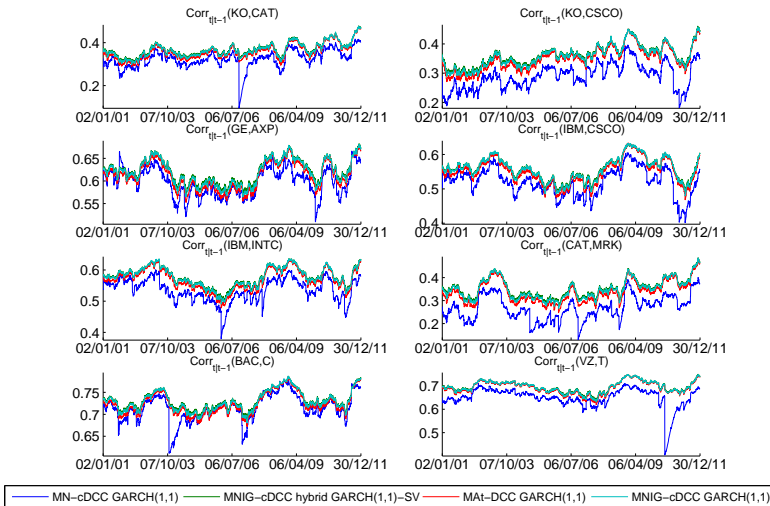 Corr_{t|t−1}(KO,CAT)
0.4
0.2
02/01/01 07/10/03 06/07/06 06/04/09 30/12/11
Corr_{t|t−1}(KO,CSCO)
0.4
0.3
0.2
02/01/01 07/10/03 06/07/06 06/04/09 30/12/11
Corr_{t|t−1}(GE,AXP)
0.65
0.6
0.55
02/01/01 07/10/03 06/07/06 06/04/09 30/12/11
Corr_{t|t−1}(IBM,CSCO)
0.6
0.5
0.4
02/01/01 07/10/03 06/07/06 06/04/09 30/12/11
Corr_{t|t−1}(IBM,INTC)
0.6
0.5
0.4
02/01/01 07/10/03 06/07/06 06/04/09 30/12/11
Corr_{t|t−1}(CAT,MRK)
0.4
0.3
0.2
02/01/01 07/10/03 06/07/06 06/04/09 30/12/11
Corr_{t|t−1}(BAC,C)
0.75
0.7
0.65
02/01/01 07/10/03 06/07/06 06/04/09 30/12/11
Corr_{t|t−1}(VZ,T)
0.7
0.6
0.5
02/01/01 07/10/03 06/07/06 06/04/09 30/12/11
MN−cDCC GARCH(1,1) MNIG−cDCC hybrid GARCH(1,1)−SV MAt−DCC GARCH(1,1) MNIG−cDCC GARCH(1,1)